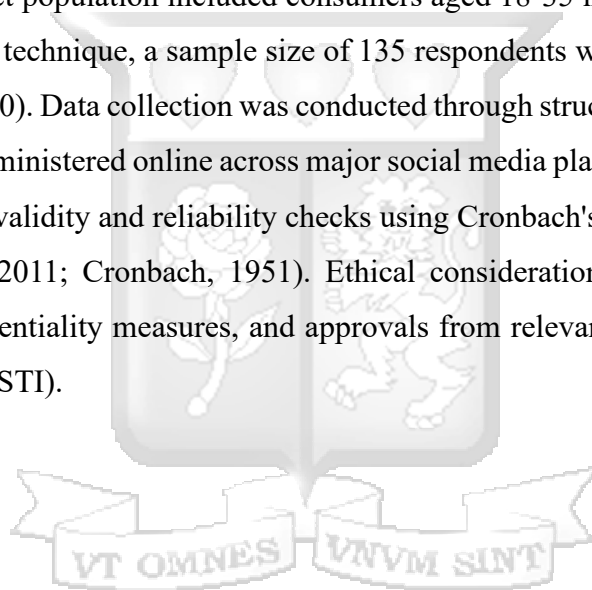 et population included consumers aged 18-35
technique, a sample size of 135 respondents w
0). Data collection was conducted through struc
ministered online across major social media pla
validity and reliability checks using Cronbach's
2011; Cronbach, 1951). Ethical consideration
entiality measures, and approvals from relevan
STI).
VT OMNES VNVM SINT